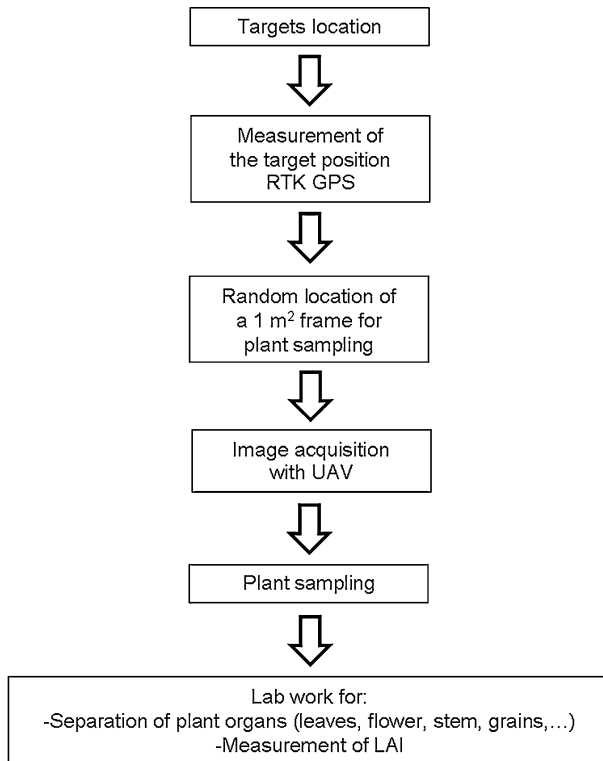 Targets location
Measurement of
the target position
RTK GPS
Random location of
a 1 m² frame for
plant sampling
Image acquisition
with UAV
Plant sampling
Lab work for:
-Separation of plant organs (leaves, flower, stem, grains,…)
-Measurement of LAI